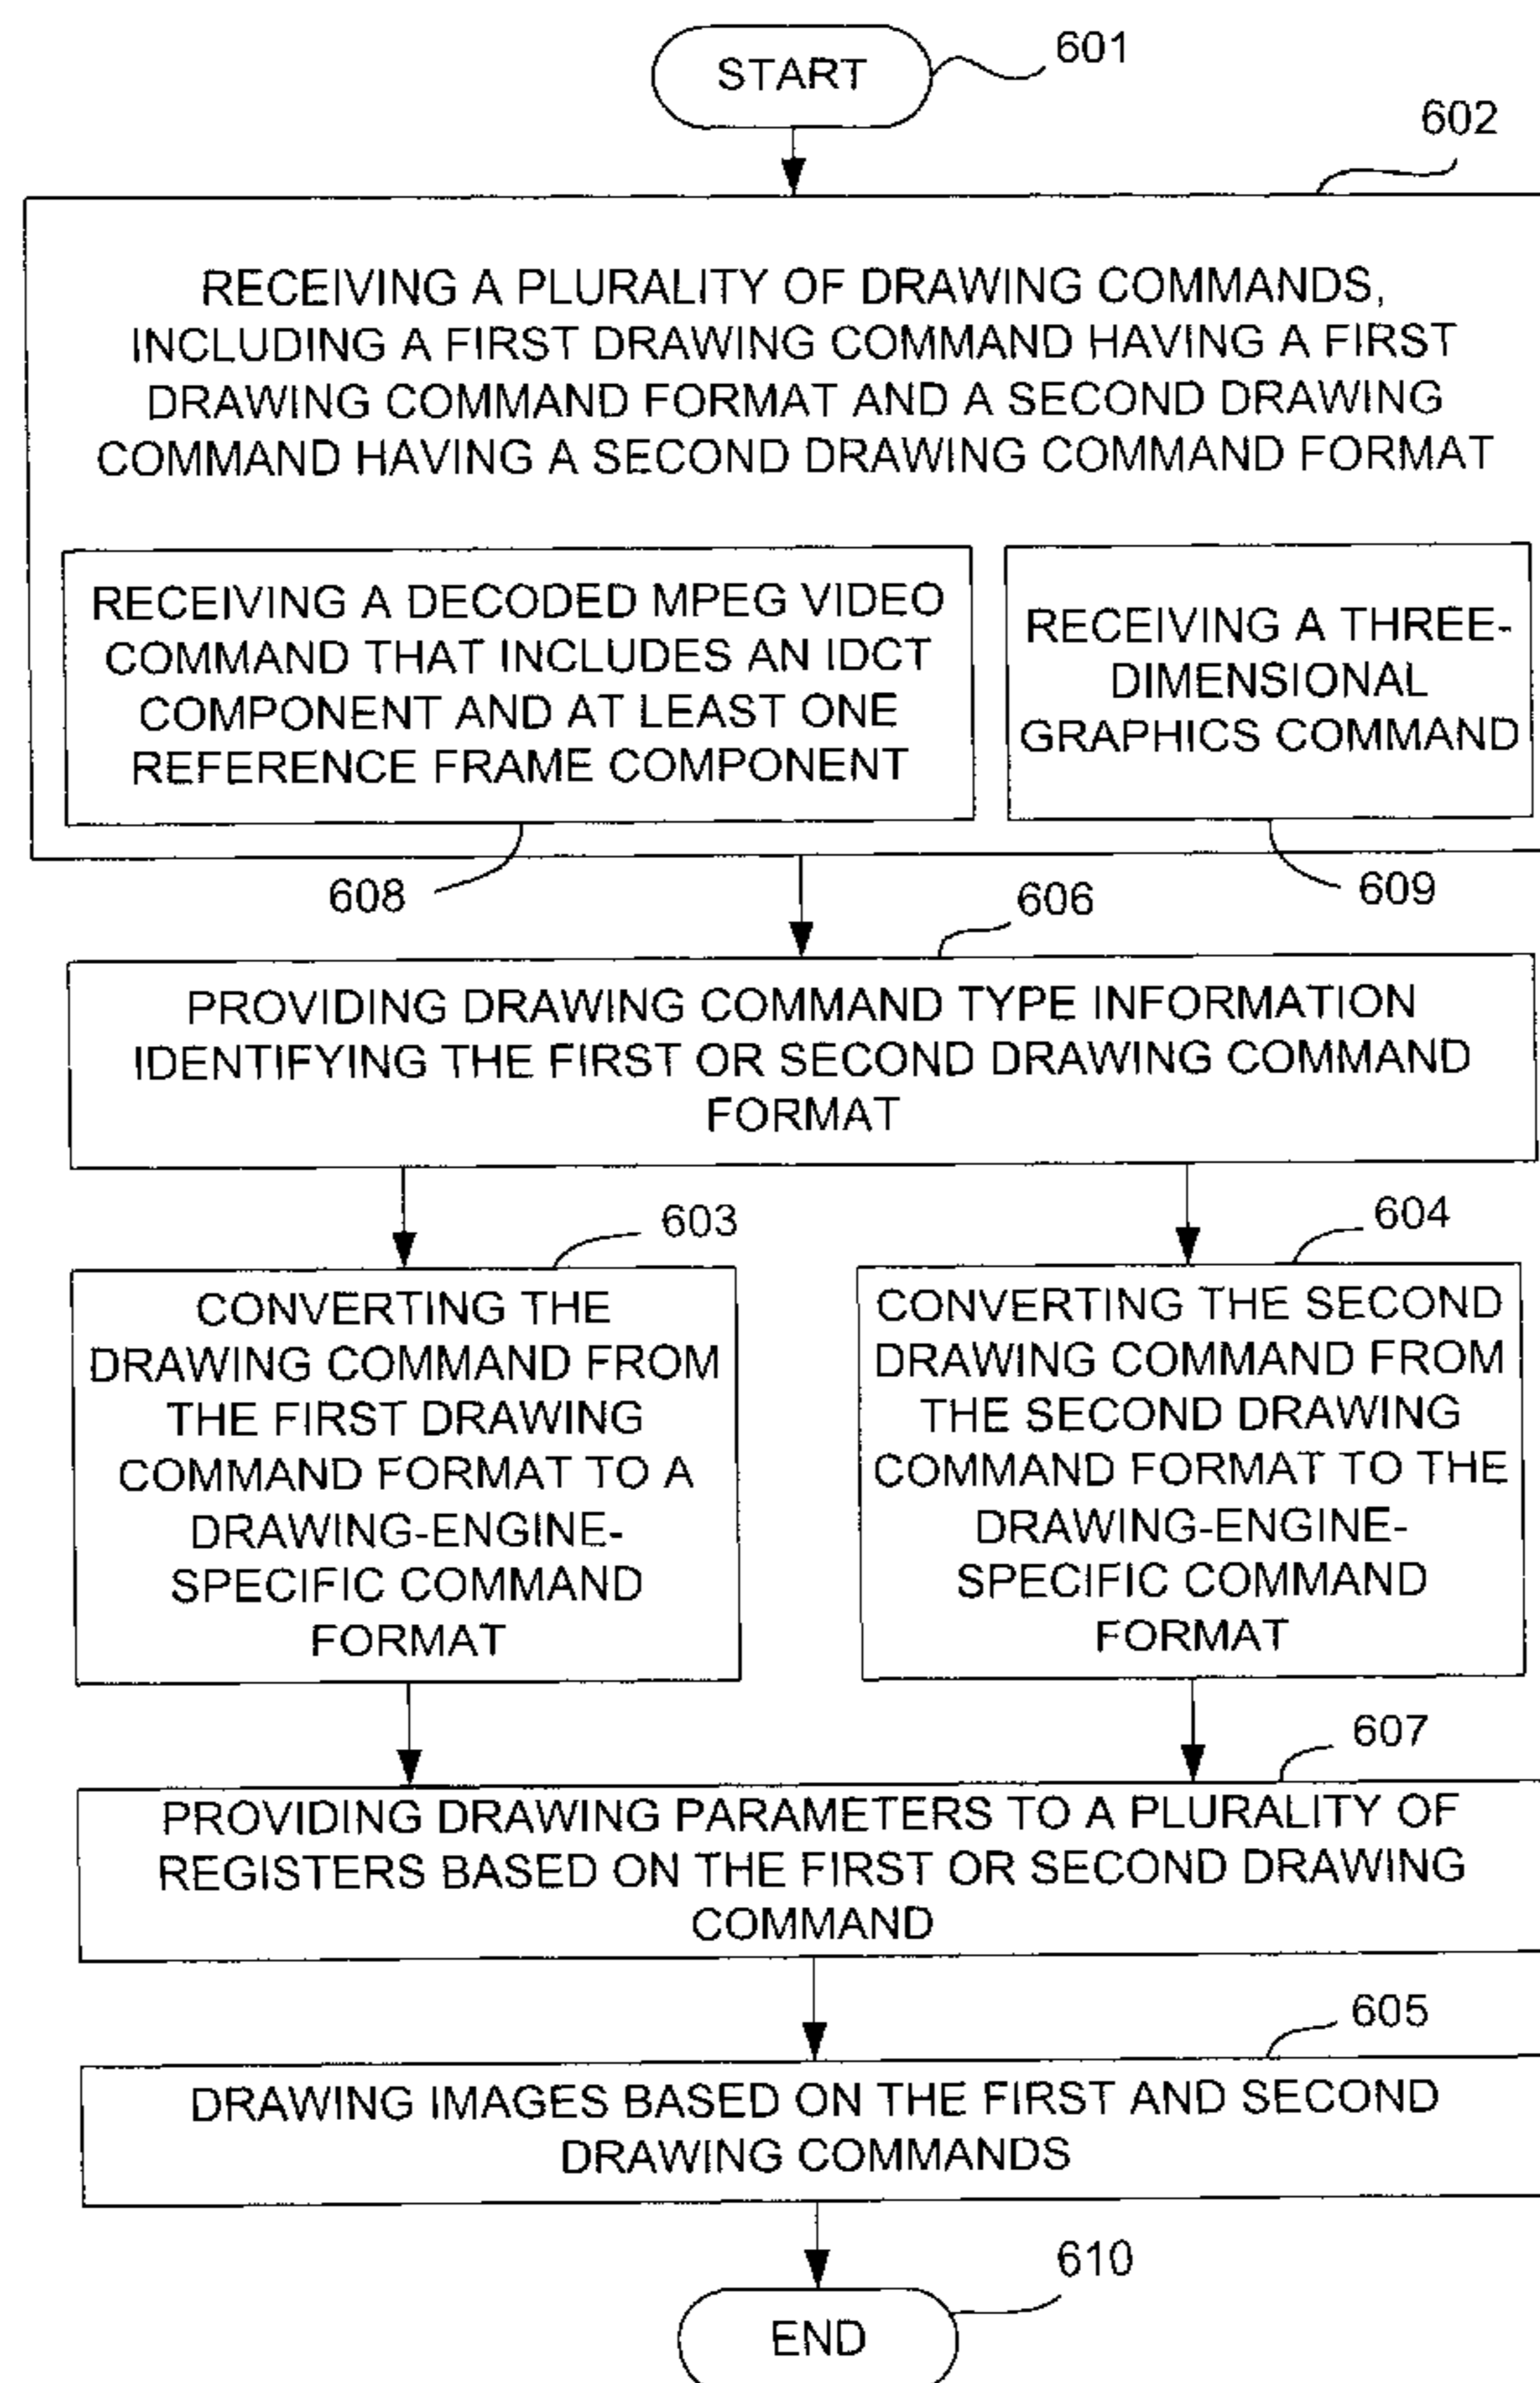 START
601
602
RECEIVING A PLURALITY OF DRAWING COMMANDS,
INCLUDING A FIRST DRAWING COMMAND HAVING A FIRST
DRAWING COMMAND FORMAT AND A SECOND DRAWING
COMMAND HAVING A SECOND DRAWING COMMAND FORMAT
RECEIVING A DECODED MPEG VIDEO
COMMAND THAT INCLUDES AN IDCT
COMPONENT AND AT LEAST ONE
REFERENCE FRAME COMPONENT
RECEIVING A THREE-
DIMENSIONAL
GRAPHICS COMMAND
608
609
606
PROVIDING DRAWING COMMAND TYPE INFORMATION
IDENTIFYING THE FIRST OR SECOND DRAWING COMMAND
FORMAT
603
604
CONVERTING THE
DRAWING COMMAND FROM
THE FIRST DRAWING
COMMAND FORMAT TO A
DRAWING-ENGINE-
SPECIFIC COMMAND
FORMAT
CONVERTING THE SECOND
DRAWING COMMAND FROM
THE SECOND DRAWING
COMMAND FORMAT TO THE
DRAWING-ENGINE-
SPECIFIC COMMAND
FORMAT
607
PROVIDING DRAWING PARAMETERS TO A PLURALITY OF
REGISTERS BASED ON THE FIRST OR SECOND DRAWING
COMMAND
605
DRAWING IMAGES BASED ON THE FIRST AND SECOND
DRAWING COMMANDS
610
END